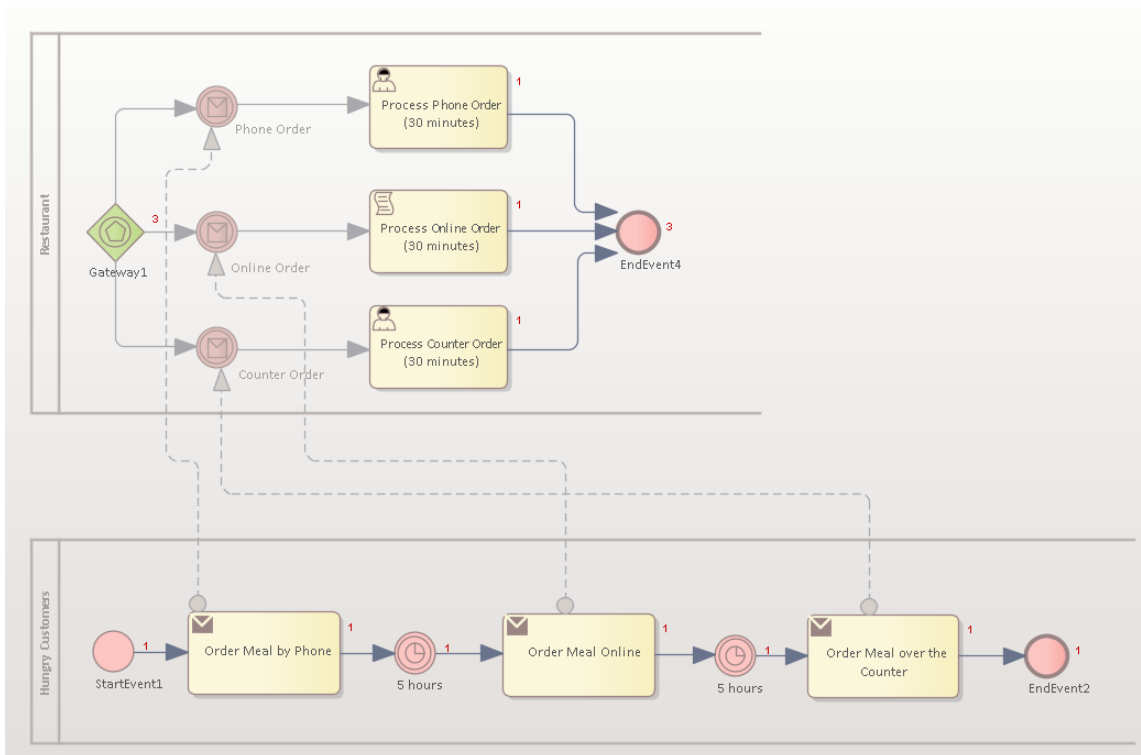 Restaurant
Phone Order
1
Process Phone Order
(30 minutes)
Gateway1
3
Online Order
1
Process Online Order
(30 minutes)
3
EndEvent4
Counter Order
1
Process Counter Order
(30 minutes)
Hungry Customers
StartEvent1
1
Order Meal by Phone
1
5 hours
1
Order Meal Online
1
5 hours
1
Order Meal over the
Counter
1
EndEvent2
1